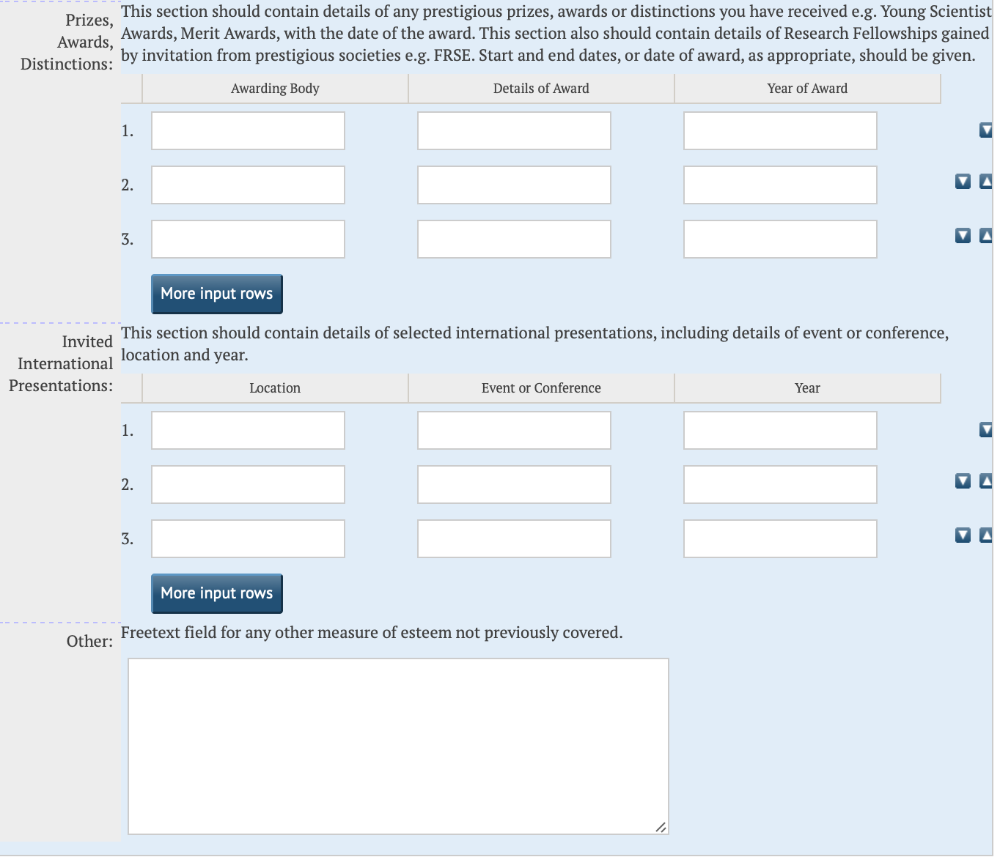 Prizes,
Awards,
Distinctions:
This section should contain details of any prestigious prizes, awards or distinctions you have received e.g. Young Scientist
Awards, Merit Awards, with the date of the award. This section also should contain details of Research Fellowships gained
by invitation from prestigious societies e.g. FRSE. Start and end dates, or date of award, as appropriate, should be given.
Awarding Body Details of Award Year of Award
1.
2.
3.
More input rows
Invited
International
Presentations:
This section should contain details of selected international presentations, including details of event or conference,
location and year.
Location Event or Conference Year
1.
2.
3.
More input rows
Other:
Freetext field for any other measure of esteem not previously covered.